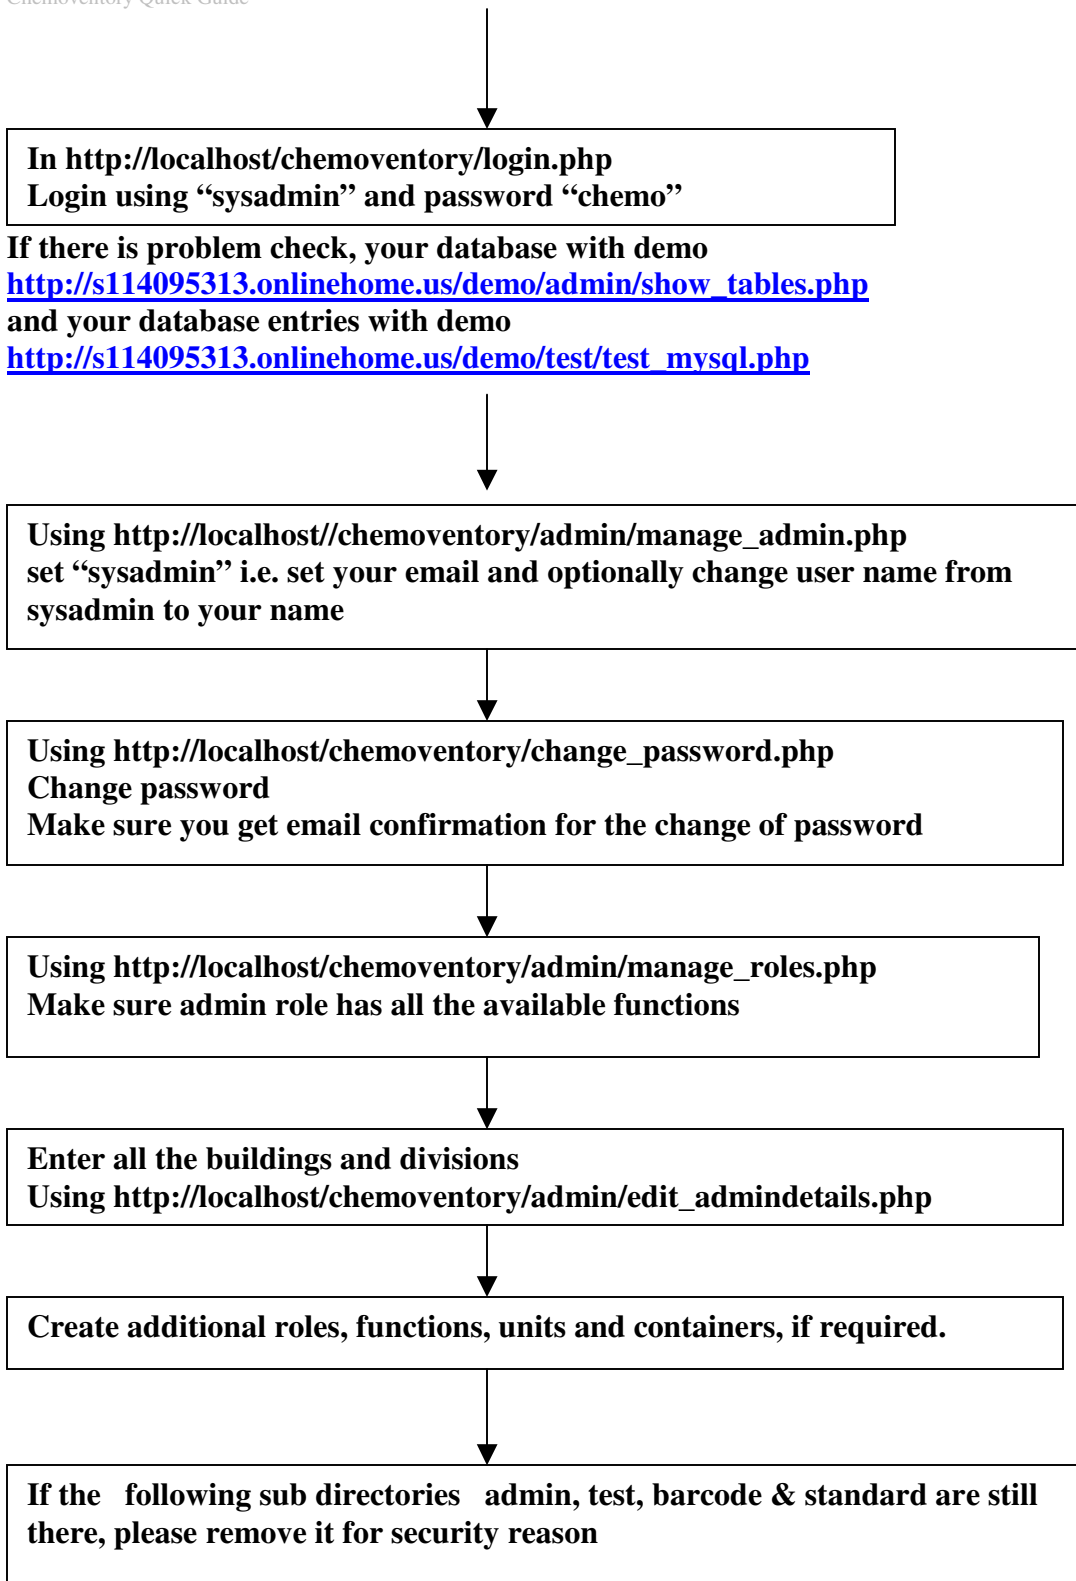 Chemoventory Quick Guide
In http://localhost/chemoventory/login.php
Login using “sysadmin” and password “chemo”
If there is problem check, your database with demo
http://s114095313.onlinehome.us/demo/admin/show_tables.php
and your database entries with demo
http://s114095313.onlinehome.us/demo/test/test_mysql.php
Using http://localhost//chemoventory/admin/manage_admin.php
set “sysadmin” i.e. set your email and optionally change user name from
sysadmin to your name
Using http://localhost/chemoventory/change_password.php
Change password
Make sure you get email confirmation for the change of password
Using http://localhost/chemoventory/admin/manage_roles.php
Make sure admin role has all the available functions
Enter all the buildings and divisions
Using http://localhost/chemoventory/admin/edit_admindetails.php
Create additional roles, functions, units and containers, if required.
If the following sub directories admin, test, barcode & standard are still
there, please remove it for security reason